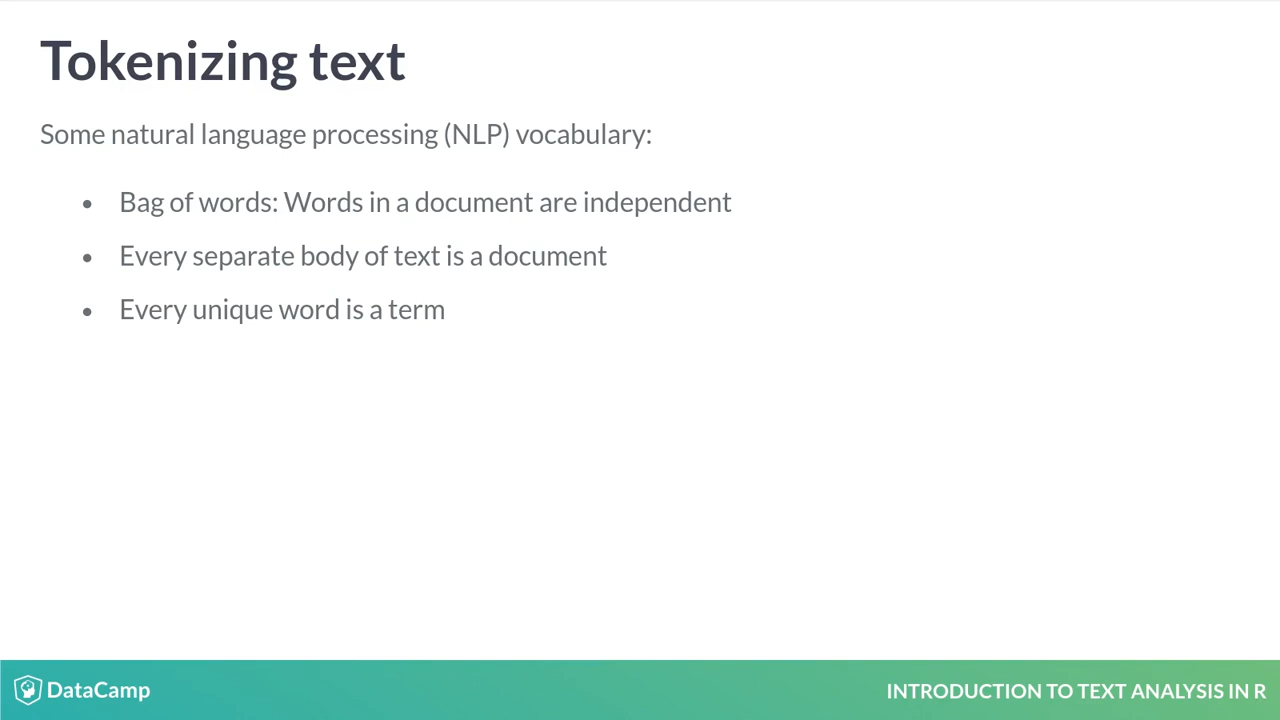 Tokenizing text
Some natural language processing (NLP) vocabulary:
• Bag of words: Words in a document are independent
• Every separate body of text is a document
• Every unique word is a term
DataCamp
INTRODUCTION TO TEXT ANALYSIS IN R